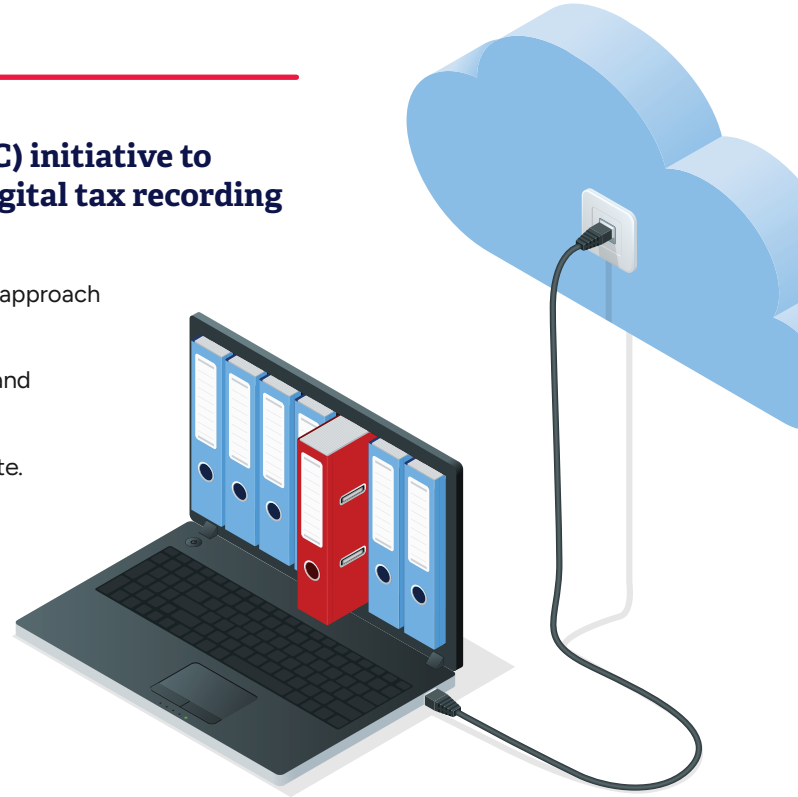 C) initiative to
gital tax recording
approach
and
te.